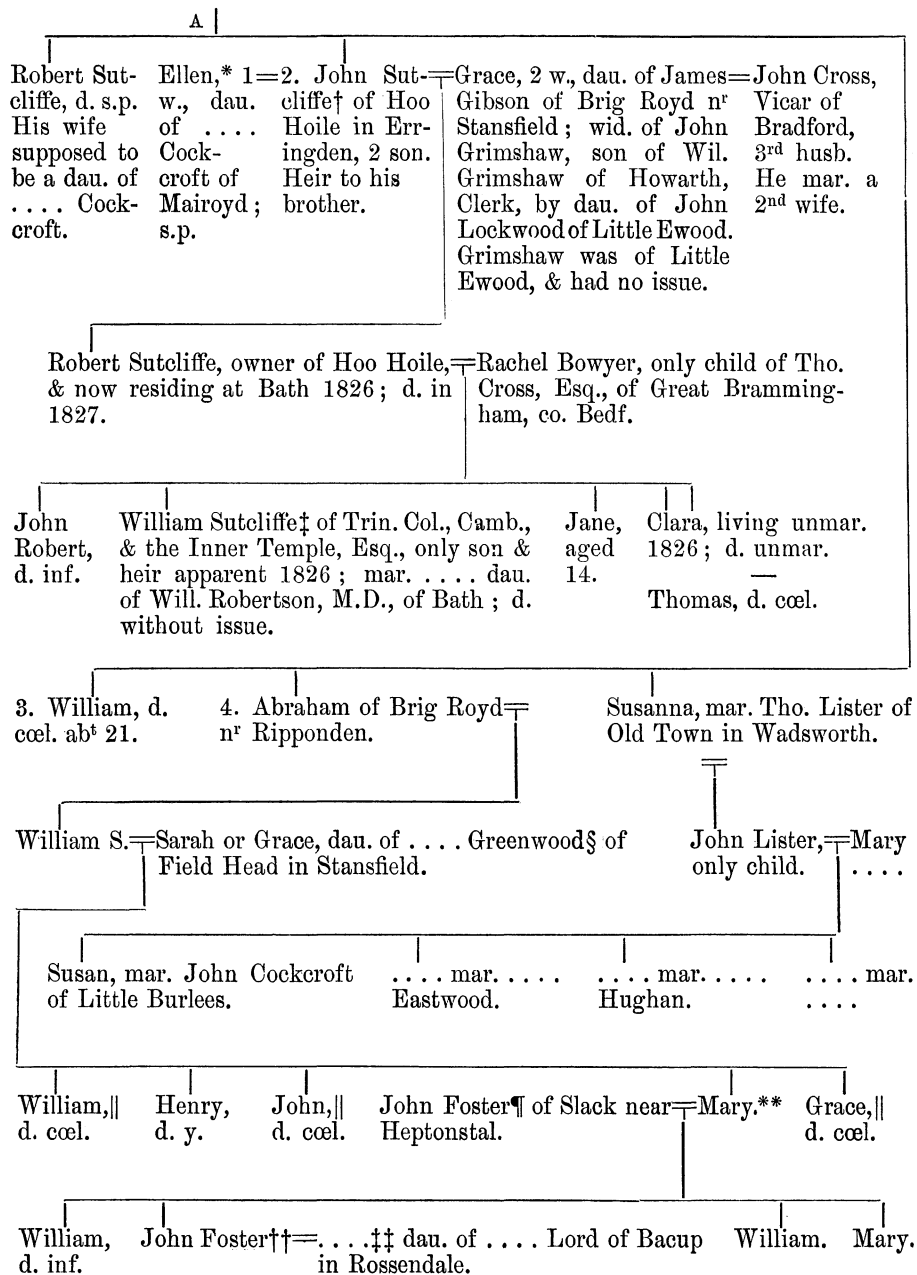 A
Robert Sut-
cliffe, d. s.p.
His wife
supposed to
be a dau. of
. . . . Cock-
croft.
Ellen,* 1=2. John Sut-=Grace, 2 w., dau. of James=John Cross,
w., dau.
of . . . .
Cock-
croft of
Mairoyd;
s.p.
cliffe† of Hoo
Hoile in Err-
ingden, 2 son.
Heir to his
brother.
Gibson of Brig Royd nʳ
Stansfield; wid. of John
Grimshaw, son of Wil.
Grimshaw of Howarth,
Clerk, by dau. of John
Lockwood of Little Ewood.
Grimshaw was of Little
Ewood, & had no issue.
Vicar of
Bradford,
3ʳᵈ husb.
He mar. a
2ⁿᵈ wife.
Robert Sutcliffe, owner of Hoo Hoile,=Rachel Bowyer, only child of Tho.
& now residing at Bath 1826; d. in
1827.
Cross, Esq., of Great Bramming-
ham, co. Bedf.
John
Robert,
d. inf.
William Sutcliffe‡ of Trin. Col., Camb.,
& the Inner Temple, Esq., only son &
heir apparent 1826; mar. . . . . dau.
of Will. Robertson, M.D., of Bath; d.
without issue.
Jane,
aged
14.
Clara, living unmar.
1826; d. unmar.
—
Thomas, d. cœl.
3. William, d.
cœl. abᵗ 21.
4. Abraham of Brig Royd=
nʳ Ripponden.
Susanna, mar. Tho. Lister of
Old Town in Wadsworth.
=
William S.=Sarah or Grace, dau. of . . . . Greenwood§ of
Field Head in Stansfield.
John Lister,=Mary
only child. . . . .
Susan, mar. John Cockcroft
of Little Burlees.
. . . . mar. . . . .
Eastwood.
. . . . mar. . . . .
Hughan.
. . . . mar.
. . . .
William,||
d. cœl.
Henry,
d. y.
John,||
d. cœl.
John Foster¶ of Slack near=Mary.**
Heptonstal.
Grace,||
d. cœl.
William,
d. inf.
John Foster††=. . . .‡‡ dau. of . . . . Lord of Bacup
in Rossendale.
William.
Mary.